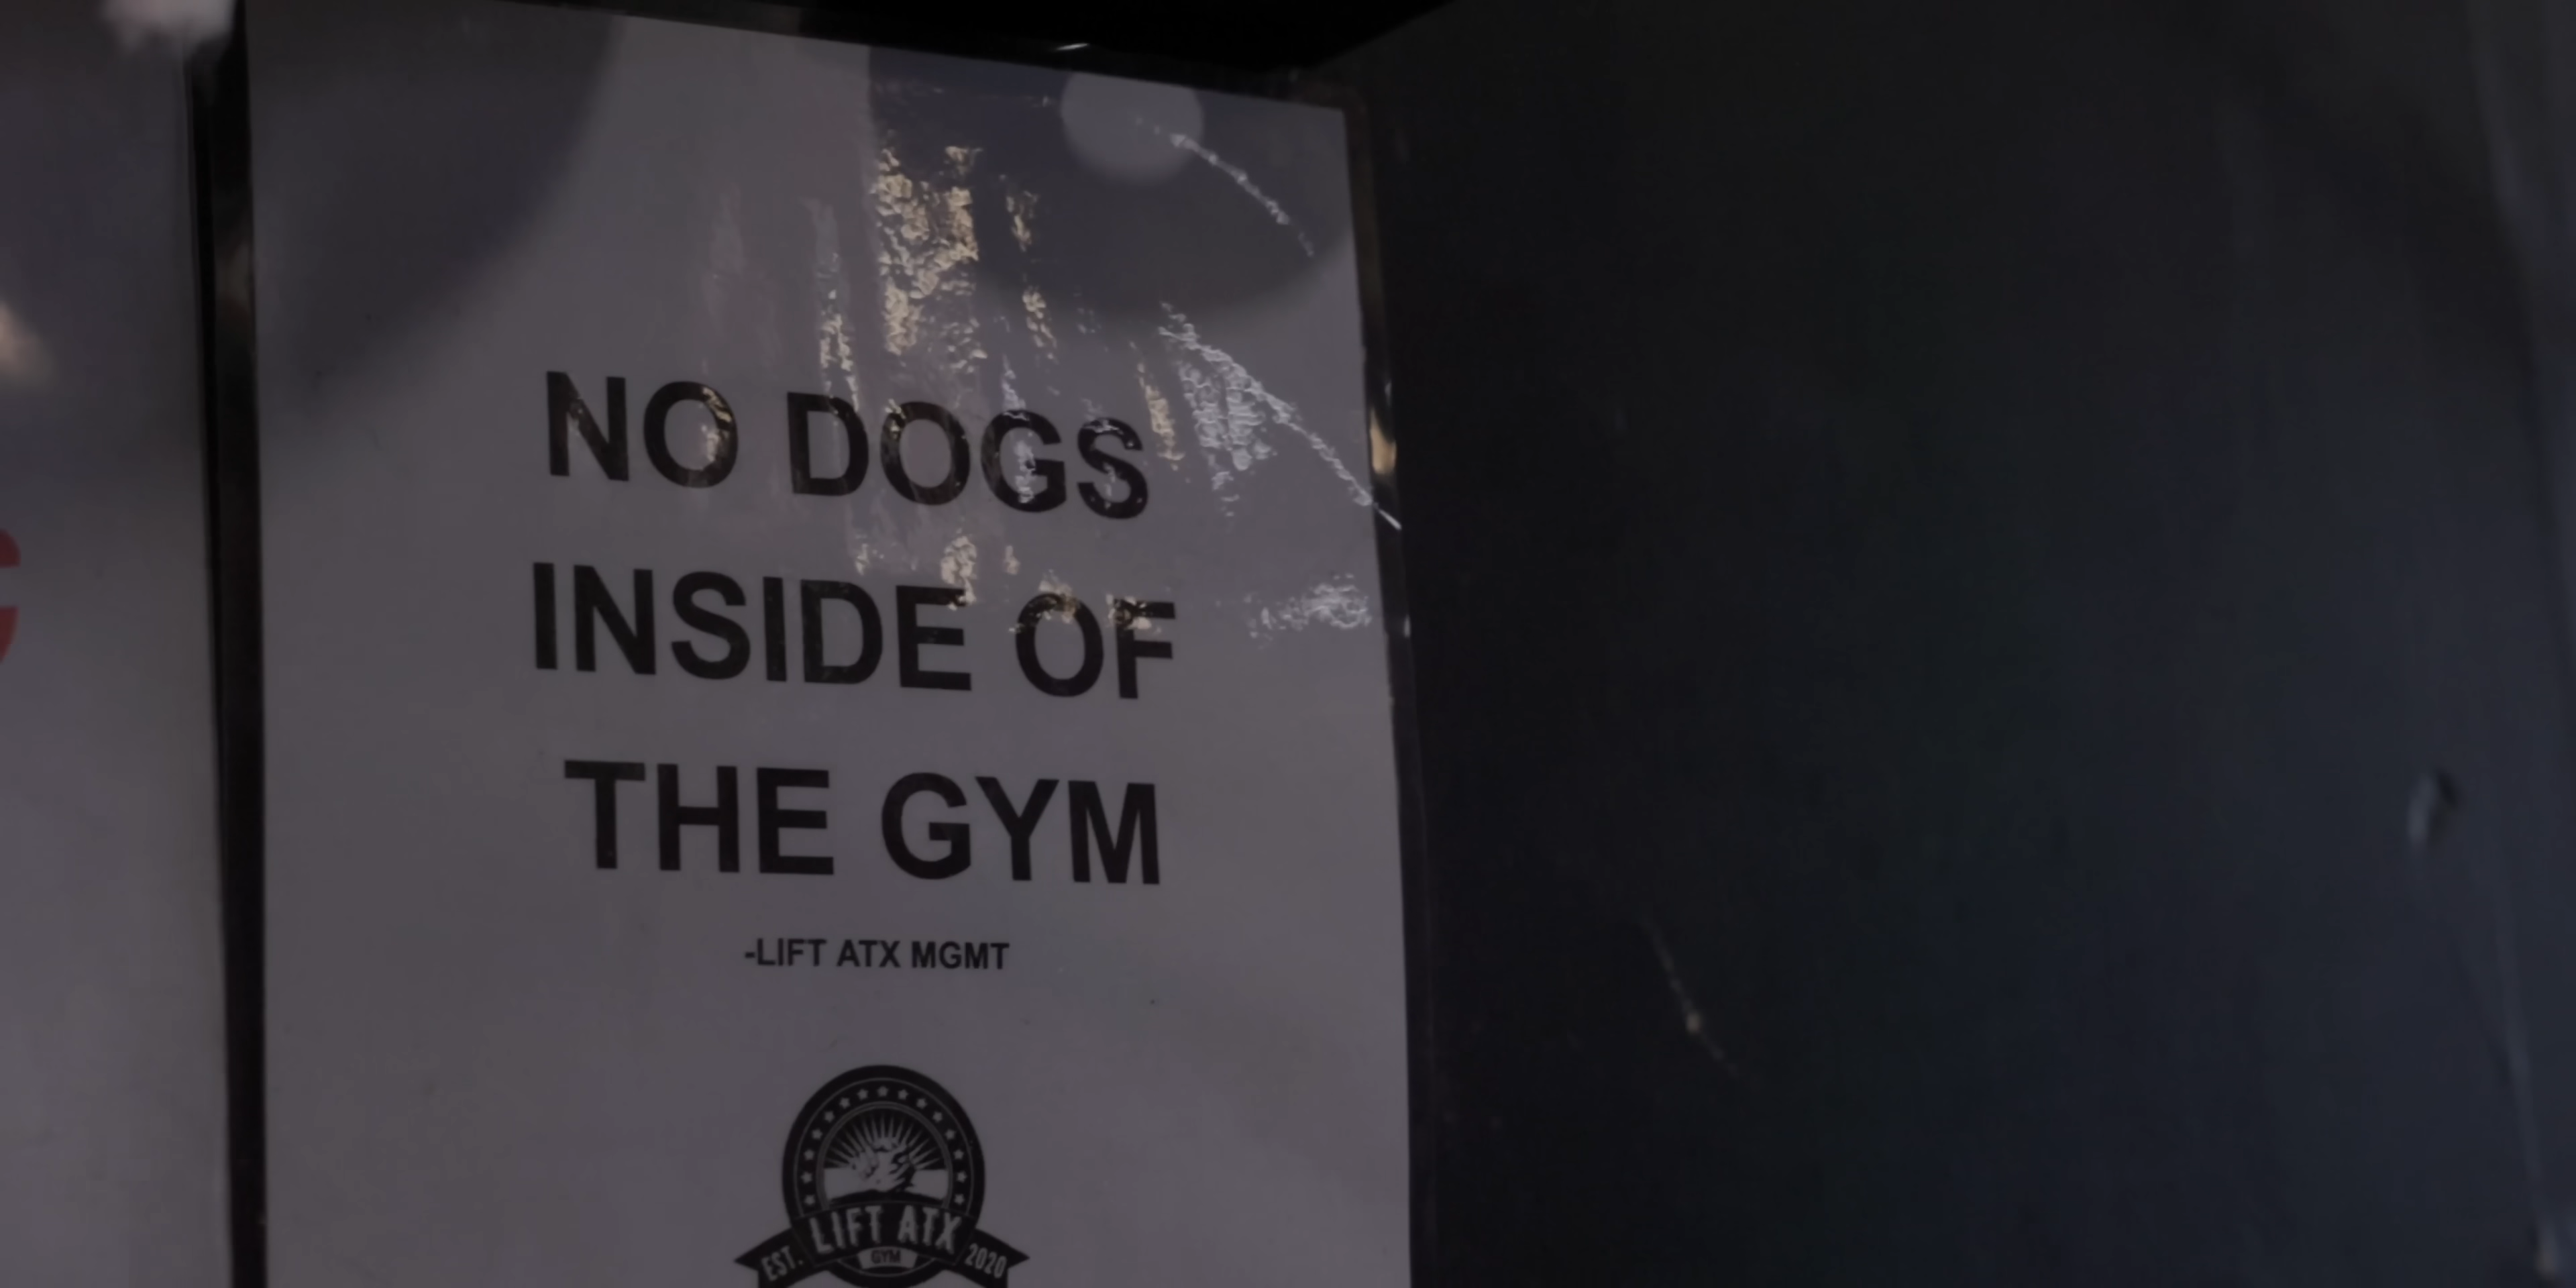 NO DOGS
INSIDE OF
THE GYM
-LIFT ATX MGMT
LIFT ATX
EST. GYM 2020